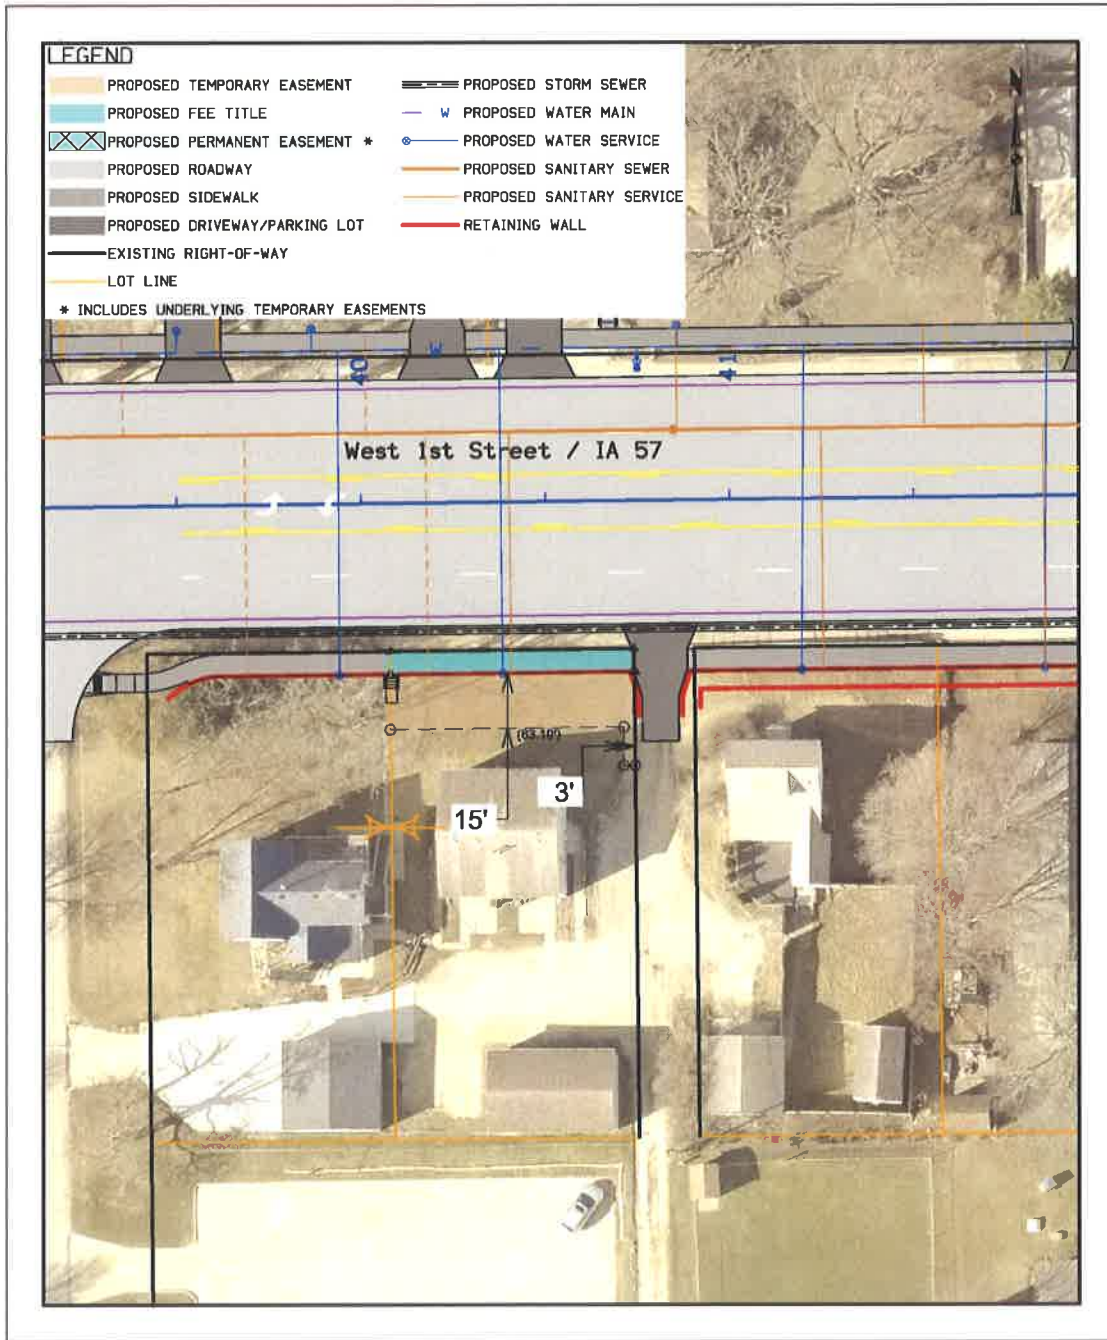 LEGEND
PROPOSED TEMPORARY EASEMENT
PROPOSED FEE TITLE
PROPOSED PERMANENT EASEMENT *
PROPOSED ROADWAY
PROPOSED SIDEWALK
PROPOSED DRIVEWAY/PARKING LOT
EXISTING RIGHT-OF-WAY
LOT LINE
* INCLUDES UNDERLYING TEMPORARY EASEMENTS
PROPOSED STORM SEWER
W PROPOSED WATER MAIN
PROPOSED WATER SERVICE
PROPOSED SANITARY SEWER
PROPOSED SANITARY SERVICE
RETAINING WALL
N
W
40
41
West 1st Street / IA 57
(63.10')
3'
15'